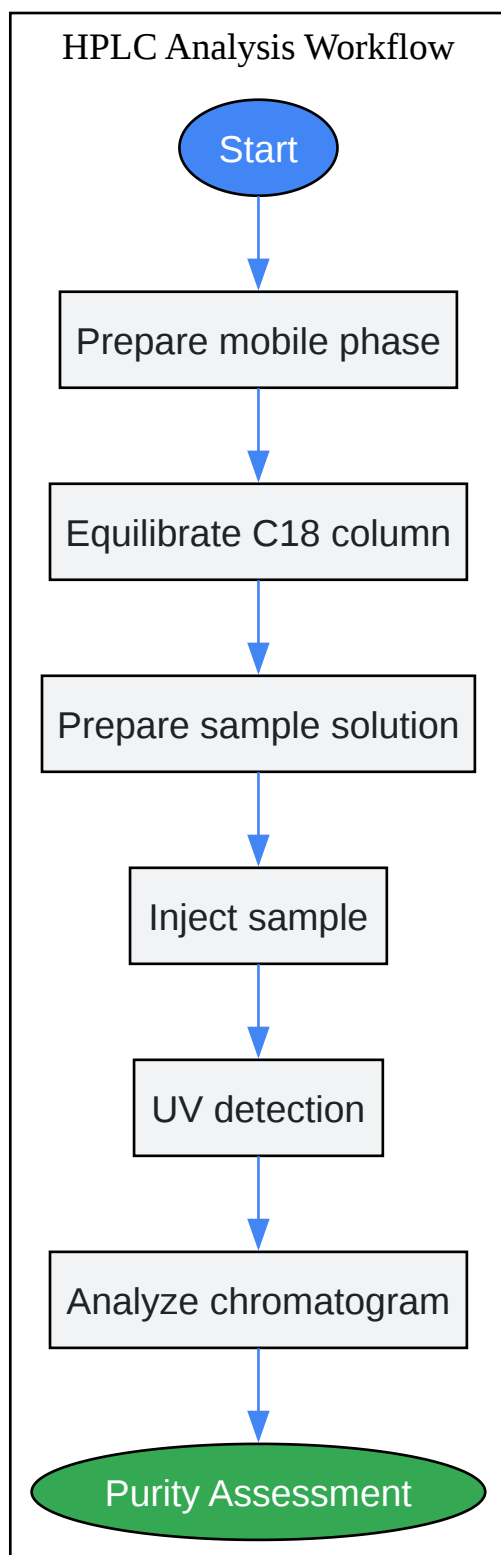 HPLC Analysis Workflow
Start
Prepare mobile phase
Equilibrate C18 column
Prepare sample solution
Inject sample
UV detection
Analyze chromatogram
Purity Assessment